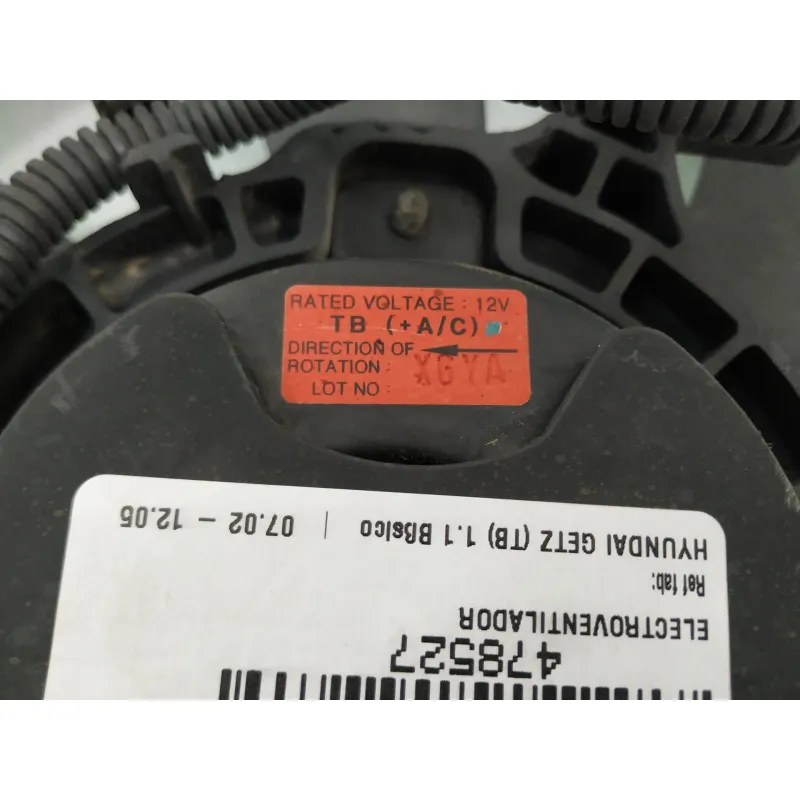 RATED VOLTAGE : 12V
TB (+A/C)
DIRECTION OF
ROTATION : XGYA
LOT NO :
478527
ELECTROVENTILADOR
Ref fab:
HYUNDAI GETZ (TB) 1.1 Bßsico | 07.02 - 12.05